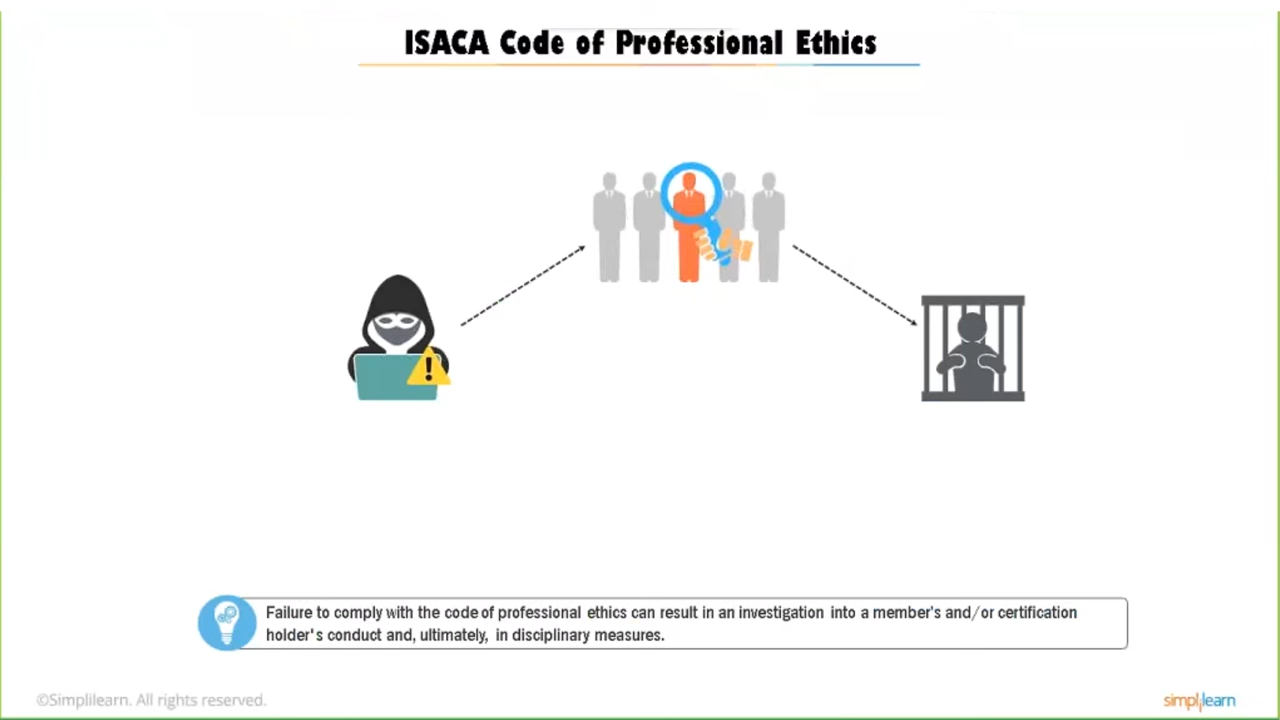 ISACA Code of Professional Ethics
Failure to comply with the code of professional ethics can result in an investigation into a member's and/or certification
holder's conduct and, ultimately, in disciplinary measures.
©Simplilearn. All rights reserved.
simplilearn